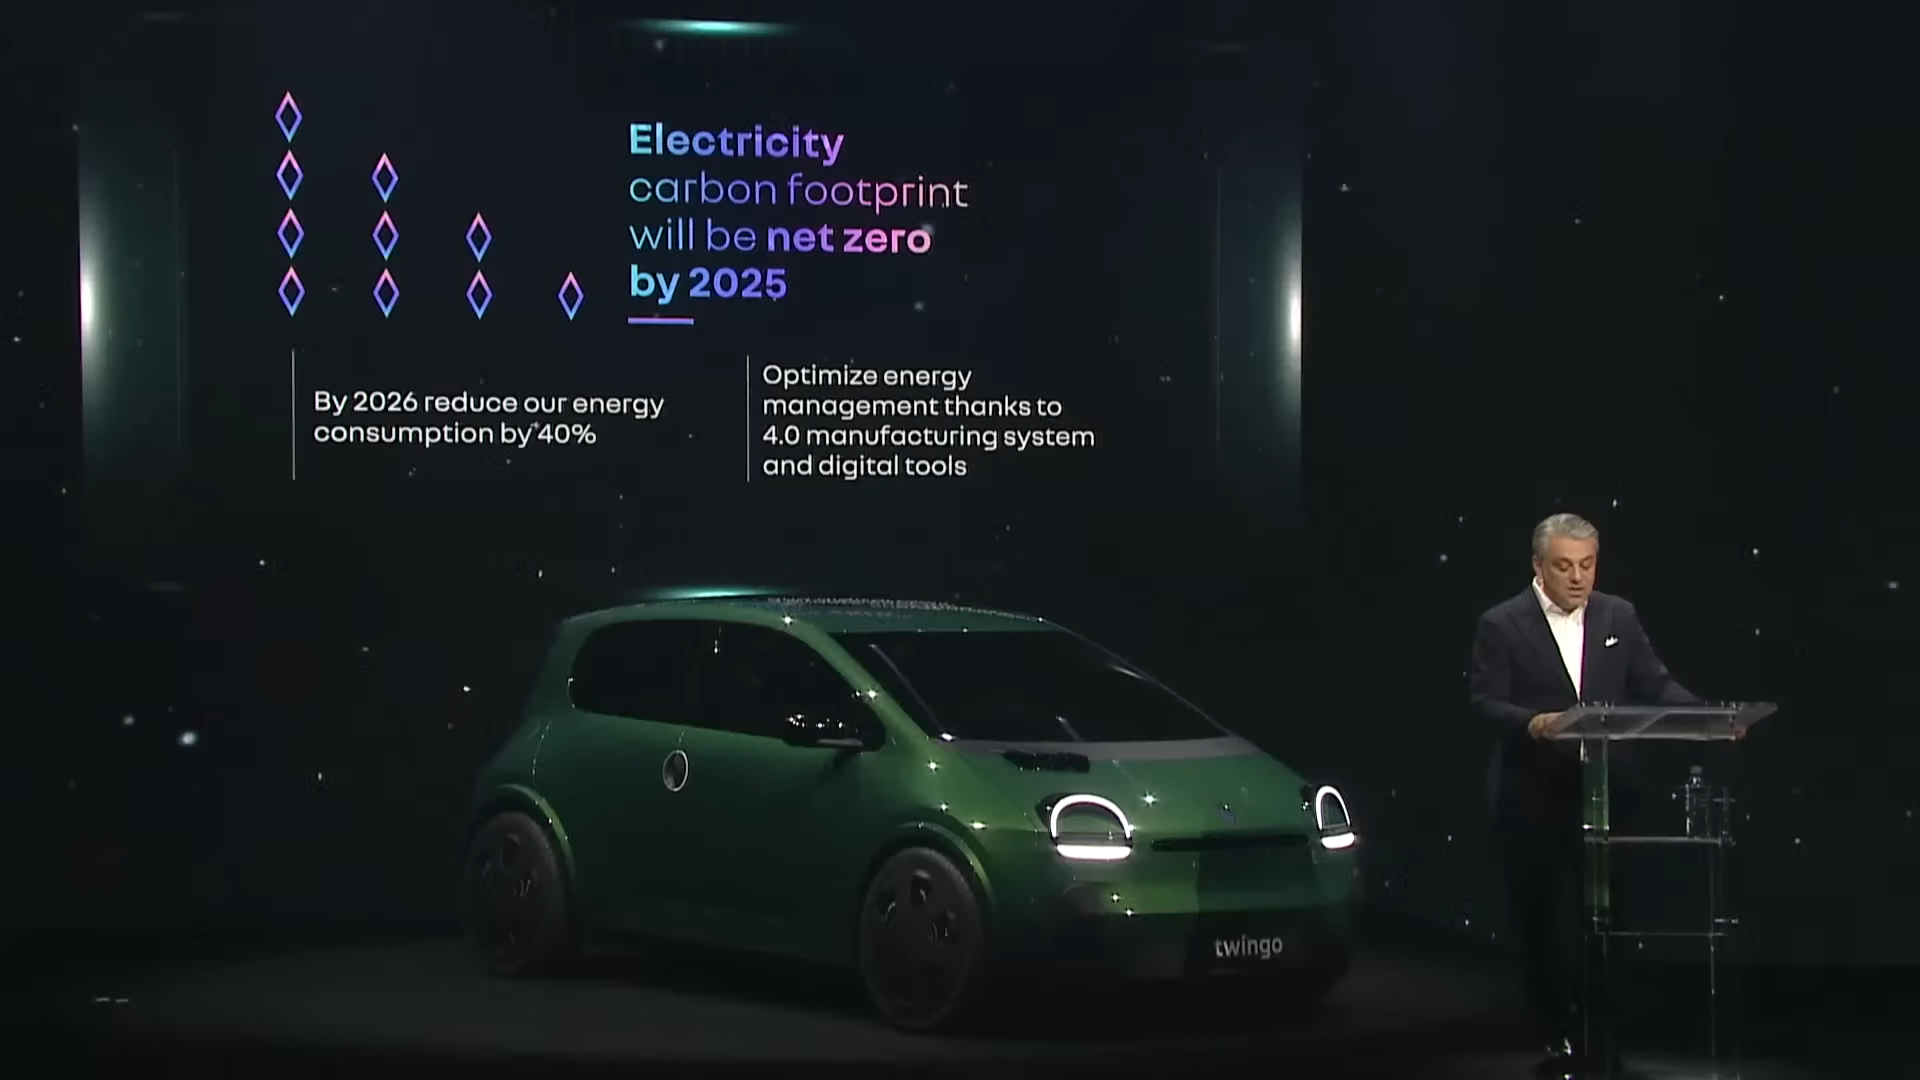 Electricity
carbon footprint
will be net zero
by 2025
By 2026 reduce our energy
consumption by 40%
Optimize energy
management thanks to
4.0 manufacturing system
and digital tools
twingo